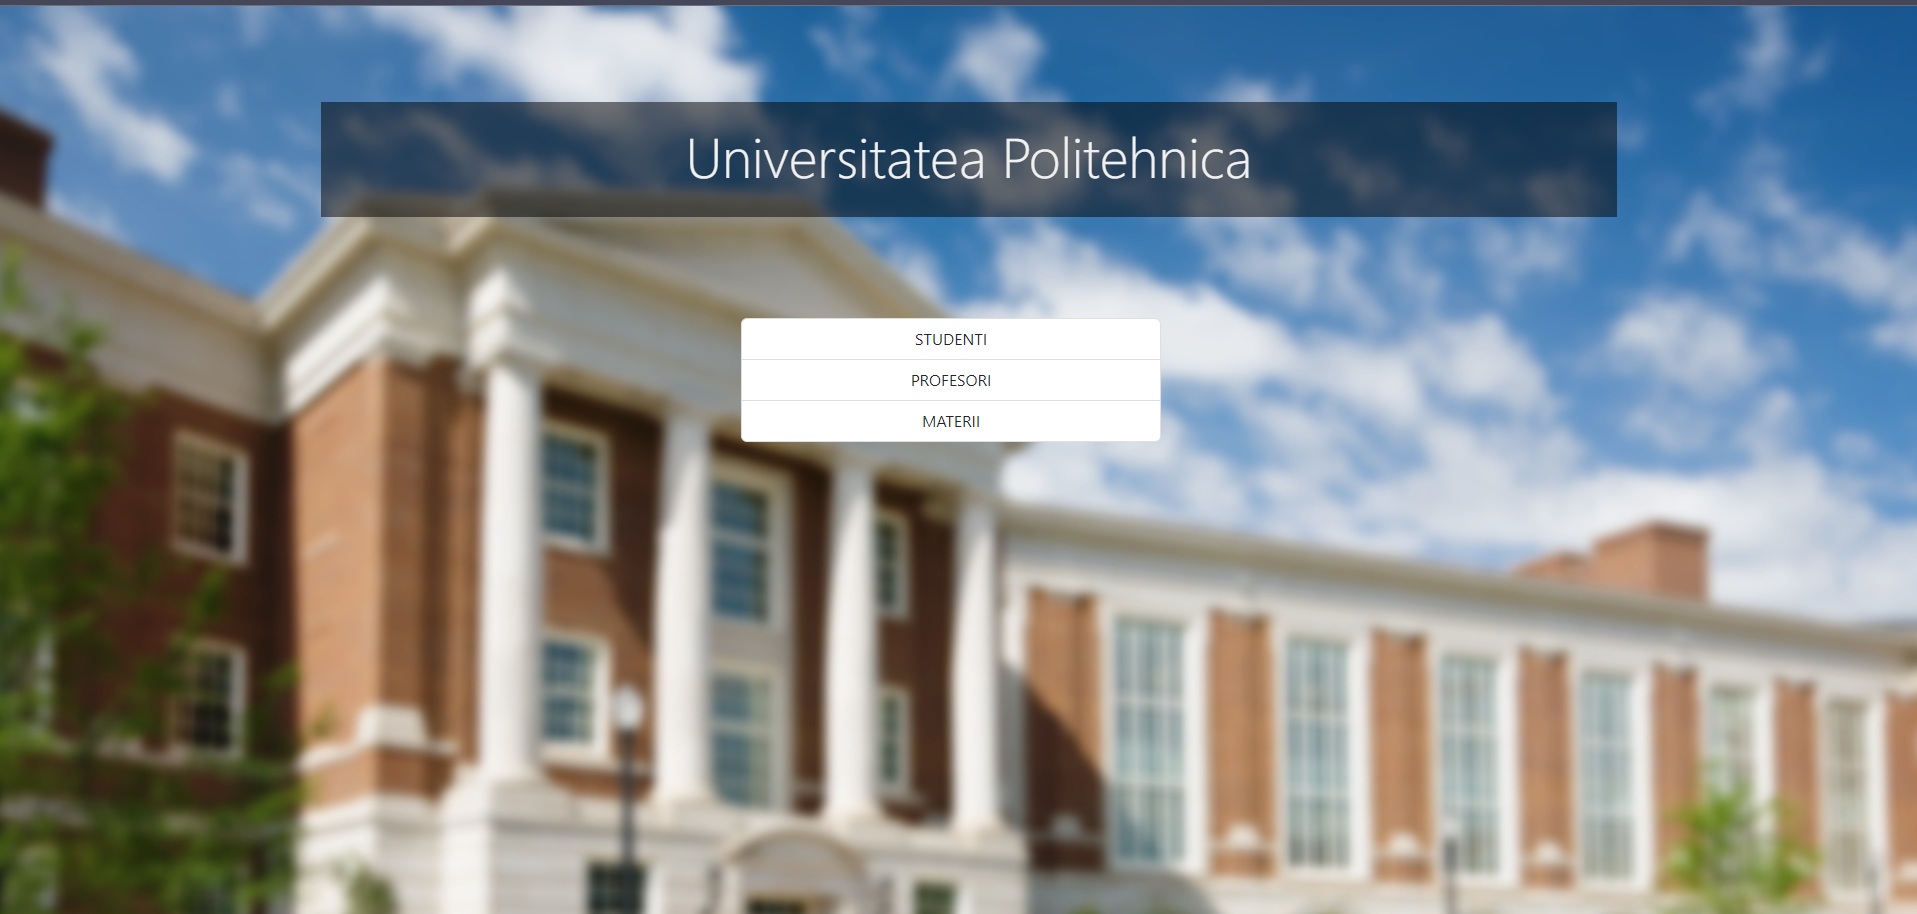 Universitatea Politehnica
STUDENTI
PROFESORI
MATERII